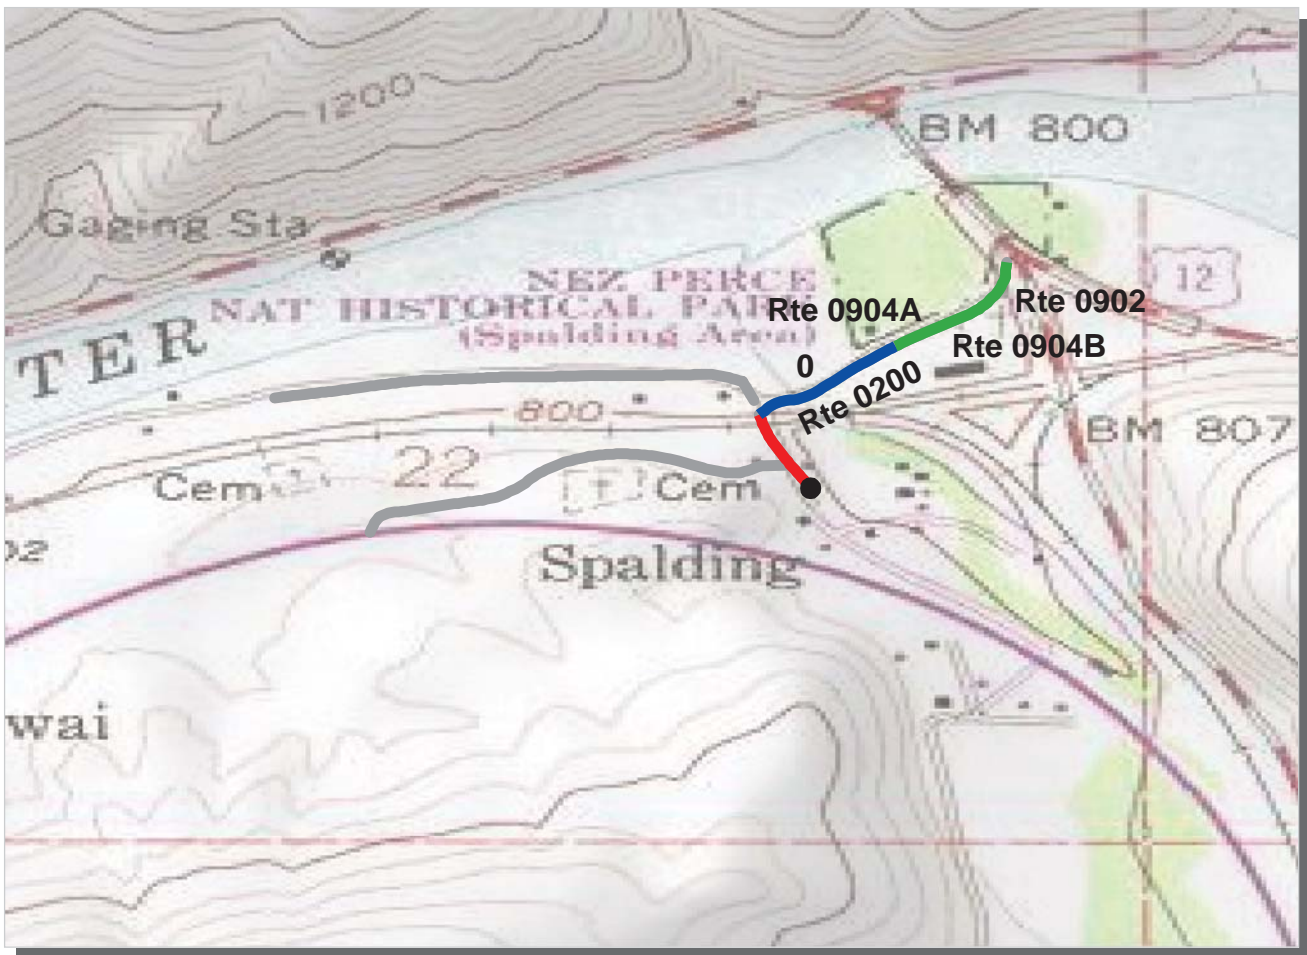 1200
BM 800
Gaging Sta
12
NEZ PERCE
NAT HISTORICAL PARK
(Spalding Area)
Rte 0904A
Rte 0902
TER
0
Rte 0904B
Rte 0200
800
BM 807
22
Cem
Cem
Spalding
wai